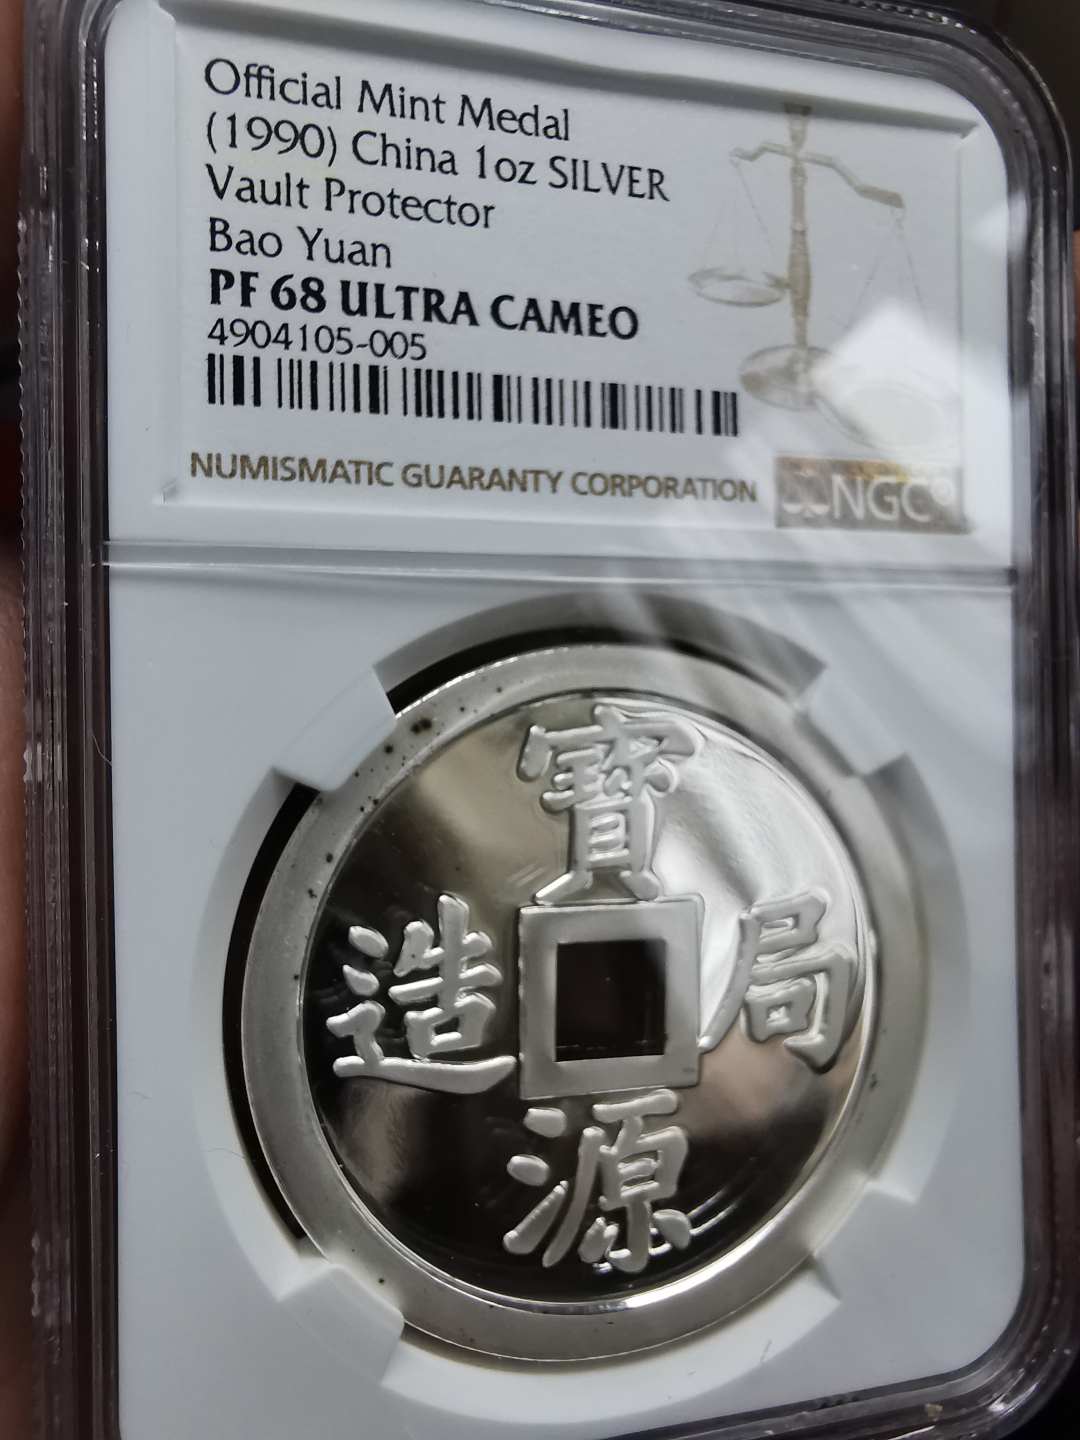 Official Mint Medal
(1990) China 1oz SILVER
Vault Protector
Bao Yuan
PF 68 ULTRA CAMEO
4904105-005
NUMISMATIC GUARANTY CORPORATION
NGC®
寶
造 局
源